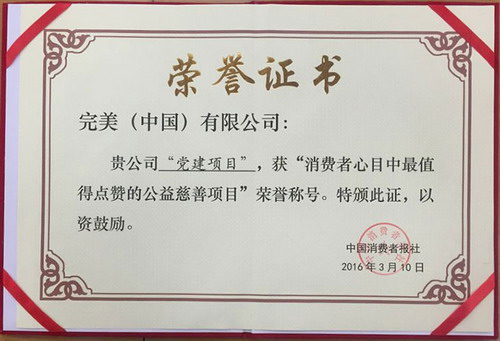 荣誉证书
完美（中国）有限公司：
贵公司“党建项目”，获“消费者心目中最值
得点赞的公益慈善项目”荣誉称号。特颁此证，以
资鼓励。
中国消费者报社
2016年3月10日